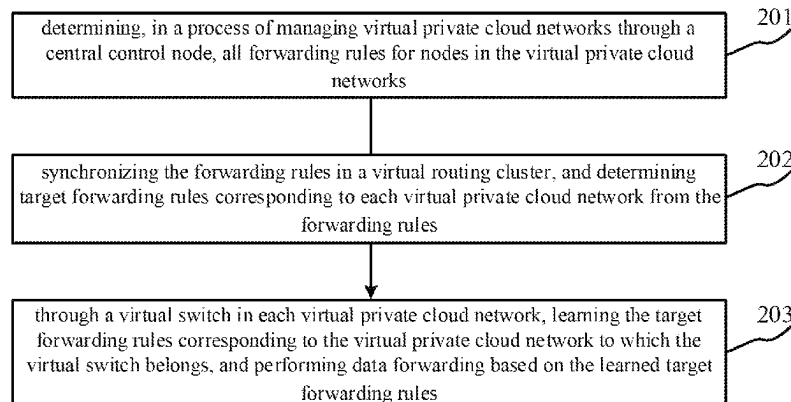 determining, in a process of managing virtual private cloud networks through a
central control node, all forwarding rules for nodes in the virtual private cloud
networks
201
synchronizing the forwarding rules in a virtual routing cluster, and determining
target forwarding rules corresponding to each virtual private cloud network from the
forwarding rules
202
through a virtual switch in each virtual private cloud network, learning the target
forwarding rules corresponding to the virtual private cloud network to which the
virtual switch belongs, and performing data forwarding based on the learned target
forwarding rules
203